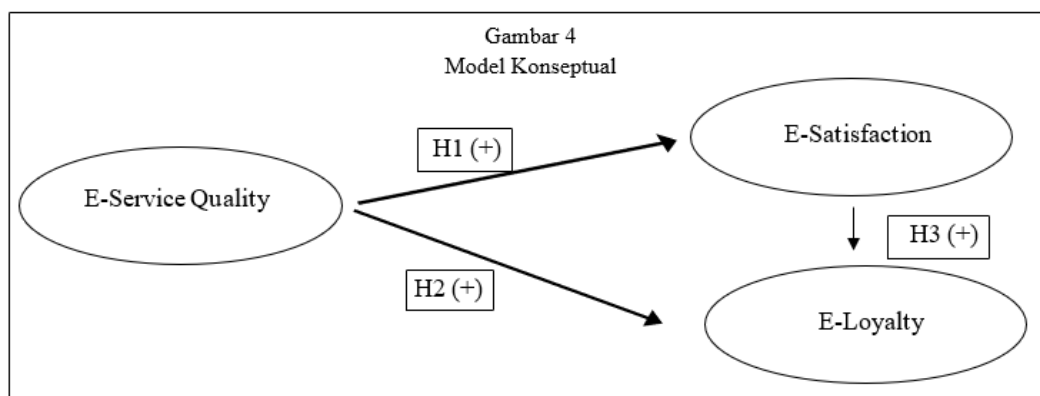 Gambar 4
Model Konseptual
E-Satisfaction
H1 (+)
E-Service Quality
H3 (+)
H2 (+)
E-Loyalty